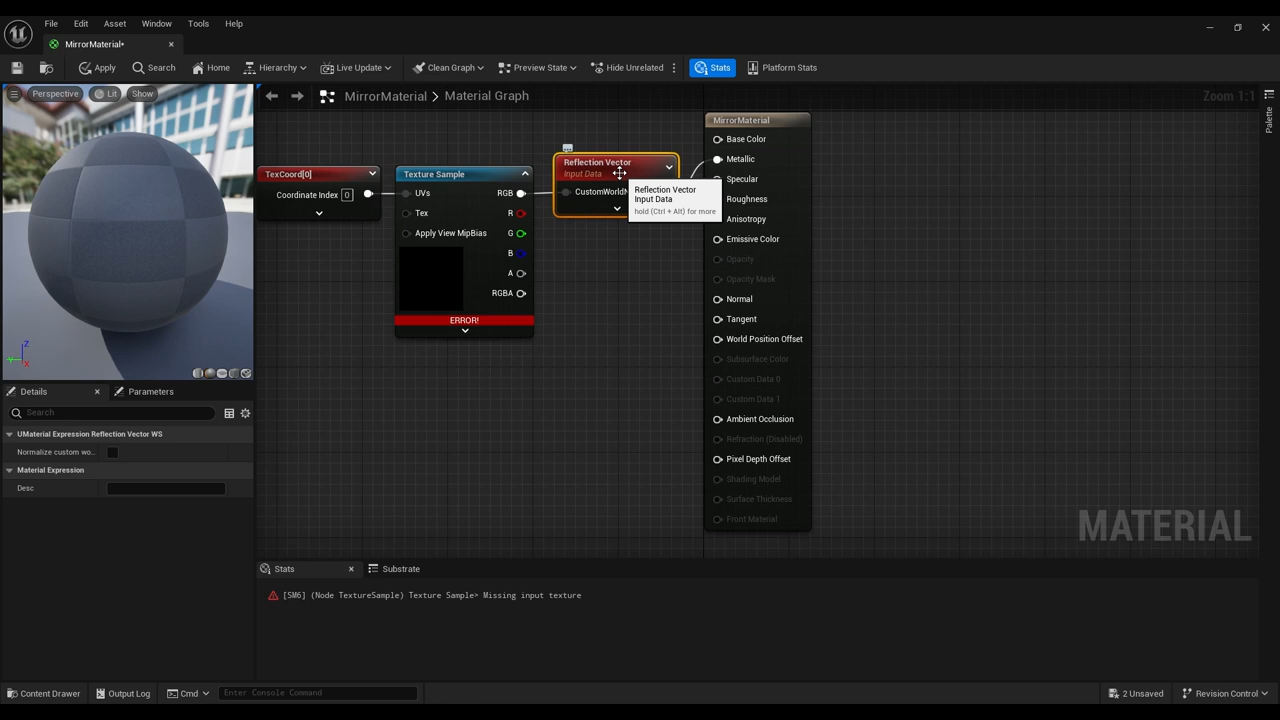 File Edit Asset Window Tools Help
MirrorMaterial•
Apply Search Home Hierarchy Live Update Clean Graph Preview State Hide Unrelated Stats Platform Stats
Perspective Lit Show
MirrorMaterial > Material Graph
Zoom 1:1
Palette
MirrorMaterial
Base Color
Metallic
Specular
Roughness
Anisotropy
Emissive Color
Opacity
Opacity Mask
Normal
Tangent
World Position Offset
Subsurface Color
Custom Data 0
Custom Data 1
Ambient Occlusion
Refraction (Disabled)
Pixel Depth Offset
Shading Model
Surface Thickness
Front Material
TexCoord[0]
Coordinate Index 0
Texture Sample
UVs RGB
Tex R
Apply View MipBias G
B
A
RGBA
ERROR!
Reflection Vector
Input Data
CustomWorldN
Reflection Vector
Input Data
hold (Ctrl + Alt) for more
Z
Y
X
MATERIAL
Details Parameters
Search
UMaterial Expression Reflection Vector WS
Normalize custom wo...
Material Expression
Desc
Stats Substrate
[SM6] (Node TextureSample) Texture Sample> Missing input texture
Content Drawer Output Log Cmd Enter Console Command 2 Unsaved Revision Control